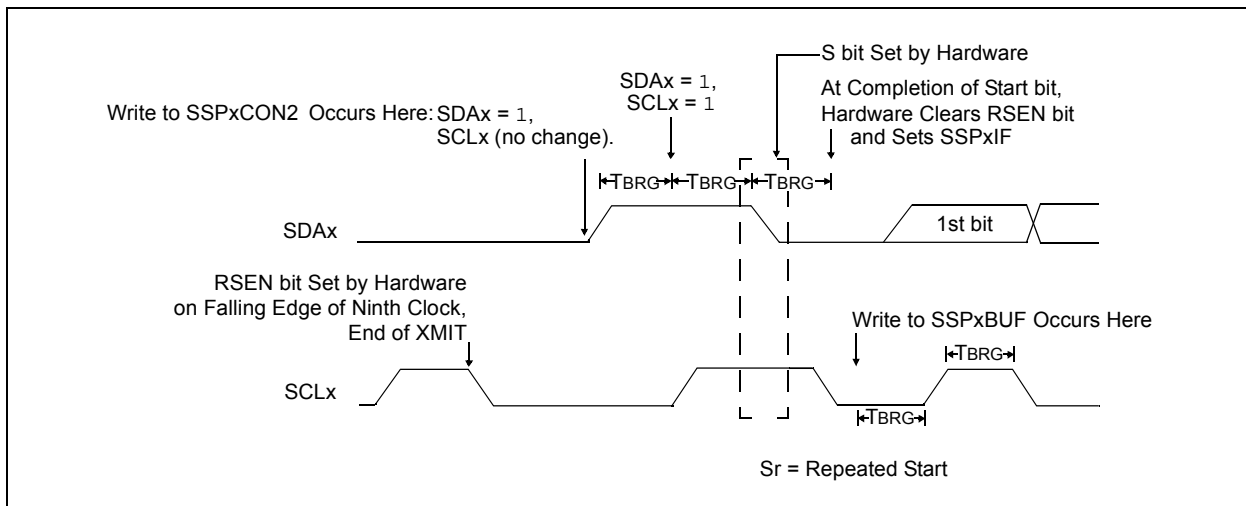 S bit Set by Hardware
SDAx = 1,
SCLx = 1
At Completion of Start bit,
Hardware Clears RSEN bit
and Sets SSPxIF
Write to SSPxCON2 Occurs Here: SDAx = 1,
SCLx (no change).
TBRG
TBRG
TBRG
SDAx
1st bit
RSEN bit Set by Hardware
on Falling Edge of Ninth Clock,
End of XMIT
Write to SSPxBUF Occurs Here
TBRG
SCLx
TBRG
Sr = Repeated Start